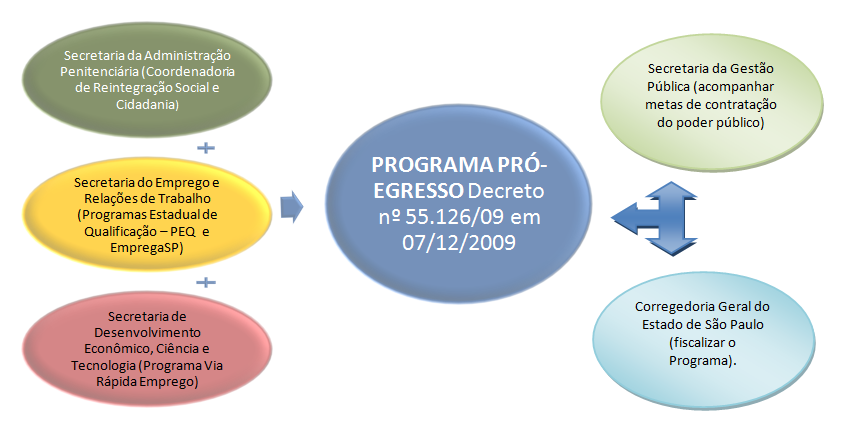 Secretaria da Administração
Penitenciária (Coordenadoria
de Reintegração Social e
Cidadania)
+
Secretaria do Emprego e
Relações de Trabalho
(Programas Estadual de
Qualificação – PEQ e
EmpregaSP)
+
Secretaria de
Desenvolvimento
Econômico, Ciência e
Tecnologia (Programa Via
Rápida Emprego)
PROGRAMA PRÓ-
EGRESSO Decreto
nº 55.126/09 em
07/12/2009
Secretaria da Gestão
Pública (acompanhar
metas de contratação
do poder público)
Corregedoria Geral do
Estado de São Paulo
(fiscalizar o
Programa).